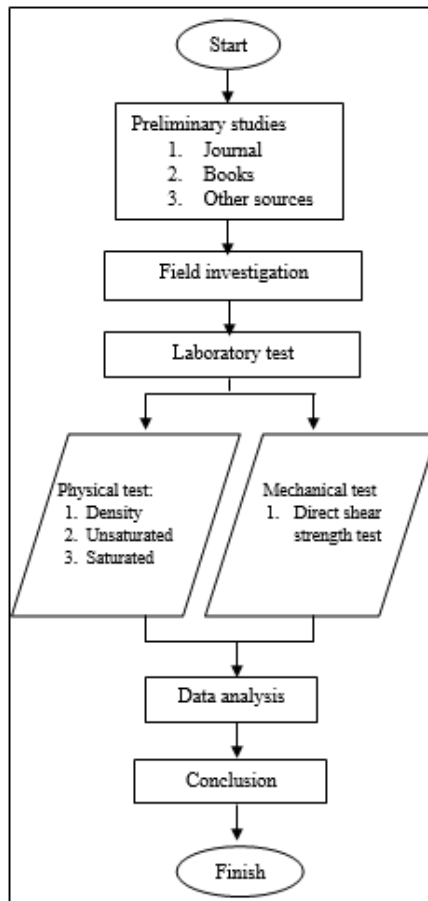 Start
Preliminary studies
1. Journal
2. Books
3. Other sources
Field investigation
Laboratory test
Physical test:
1. Density
2. Unsaturated
3. Saturated
Mechanical test
1. Direct shear
strength test
Data analysis
Conclusion
Finish